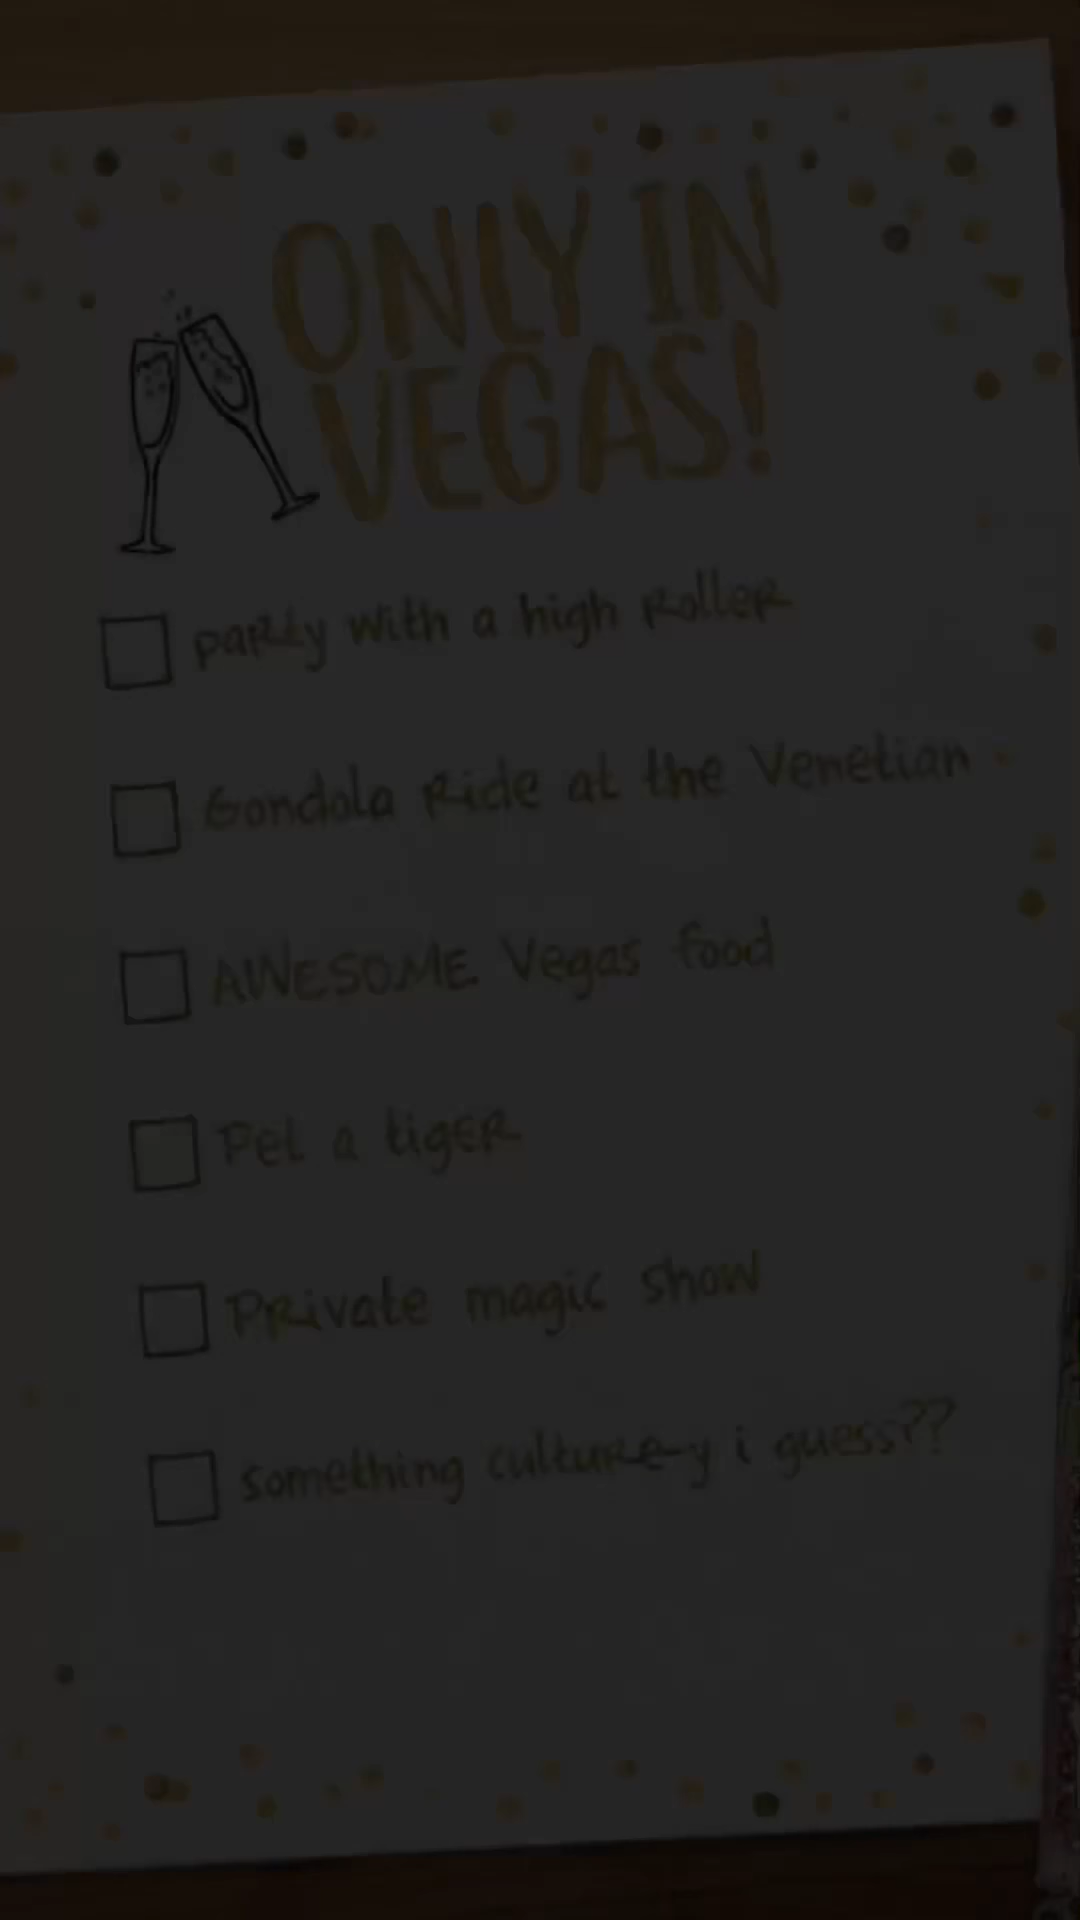 ONLY IN
VEGAS!
party with a high roller
Gondola Ride at the Venetian
AWESOME Vegas food
Pet a tiger
Private magic show
something culture-y i guess??